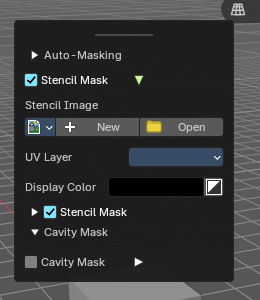 Auto-Masking
Stencil Mask
Stencil Image
New Open
UV Layer
Display Color
Stencil Mask
Cavity Mask
Cavity Mask